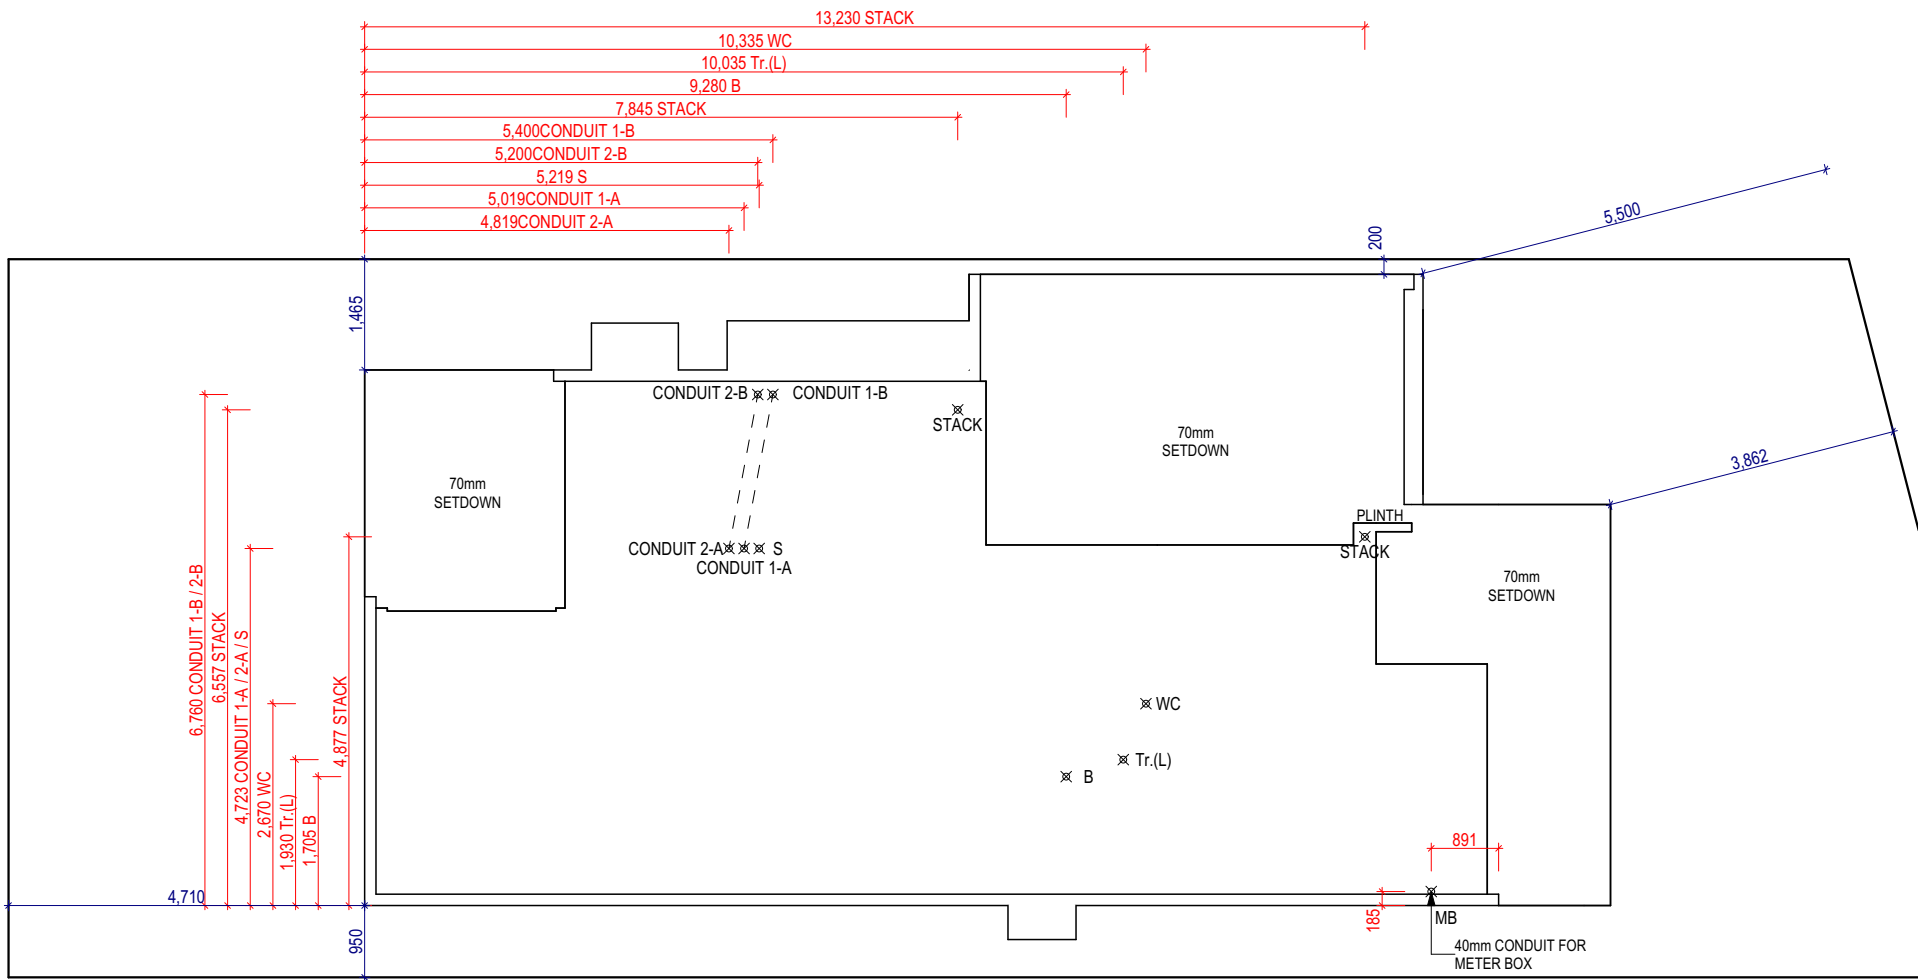 13,230 STACK
10,335 WC
10,035 Tr.(L)
9,280 B
7,845 STACK
5,400CONDUIT 1-B
5,200CONDUIT 2-B
5,219 S
5,019CONDUIT 1-A
4,819CONDUIT 2-A
5,500
200
1,465
CONDUIT 2-B
CONDUIT 1-B
STACK
70mm
SETDOWN
3,862
70mm
SETDOWN
PLINTH
STACK
CONDUIT 2-A
S
CONDUIT 1-A
70mm
SETDOWN
6,760 CONDUIT 1-B / 2-B
6,557 STACK
4,723 CONDUIT 1-A / 2-A / S
2,670 WC
1,930 Tr.(L)
1,705 B
4,877 STACK
WC
Tr.(L)
B
891
4,710
185
MB
950
40mm CONDUIT FOR
METER BOX